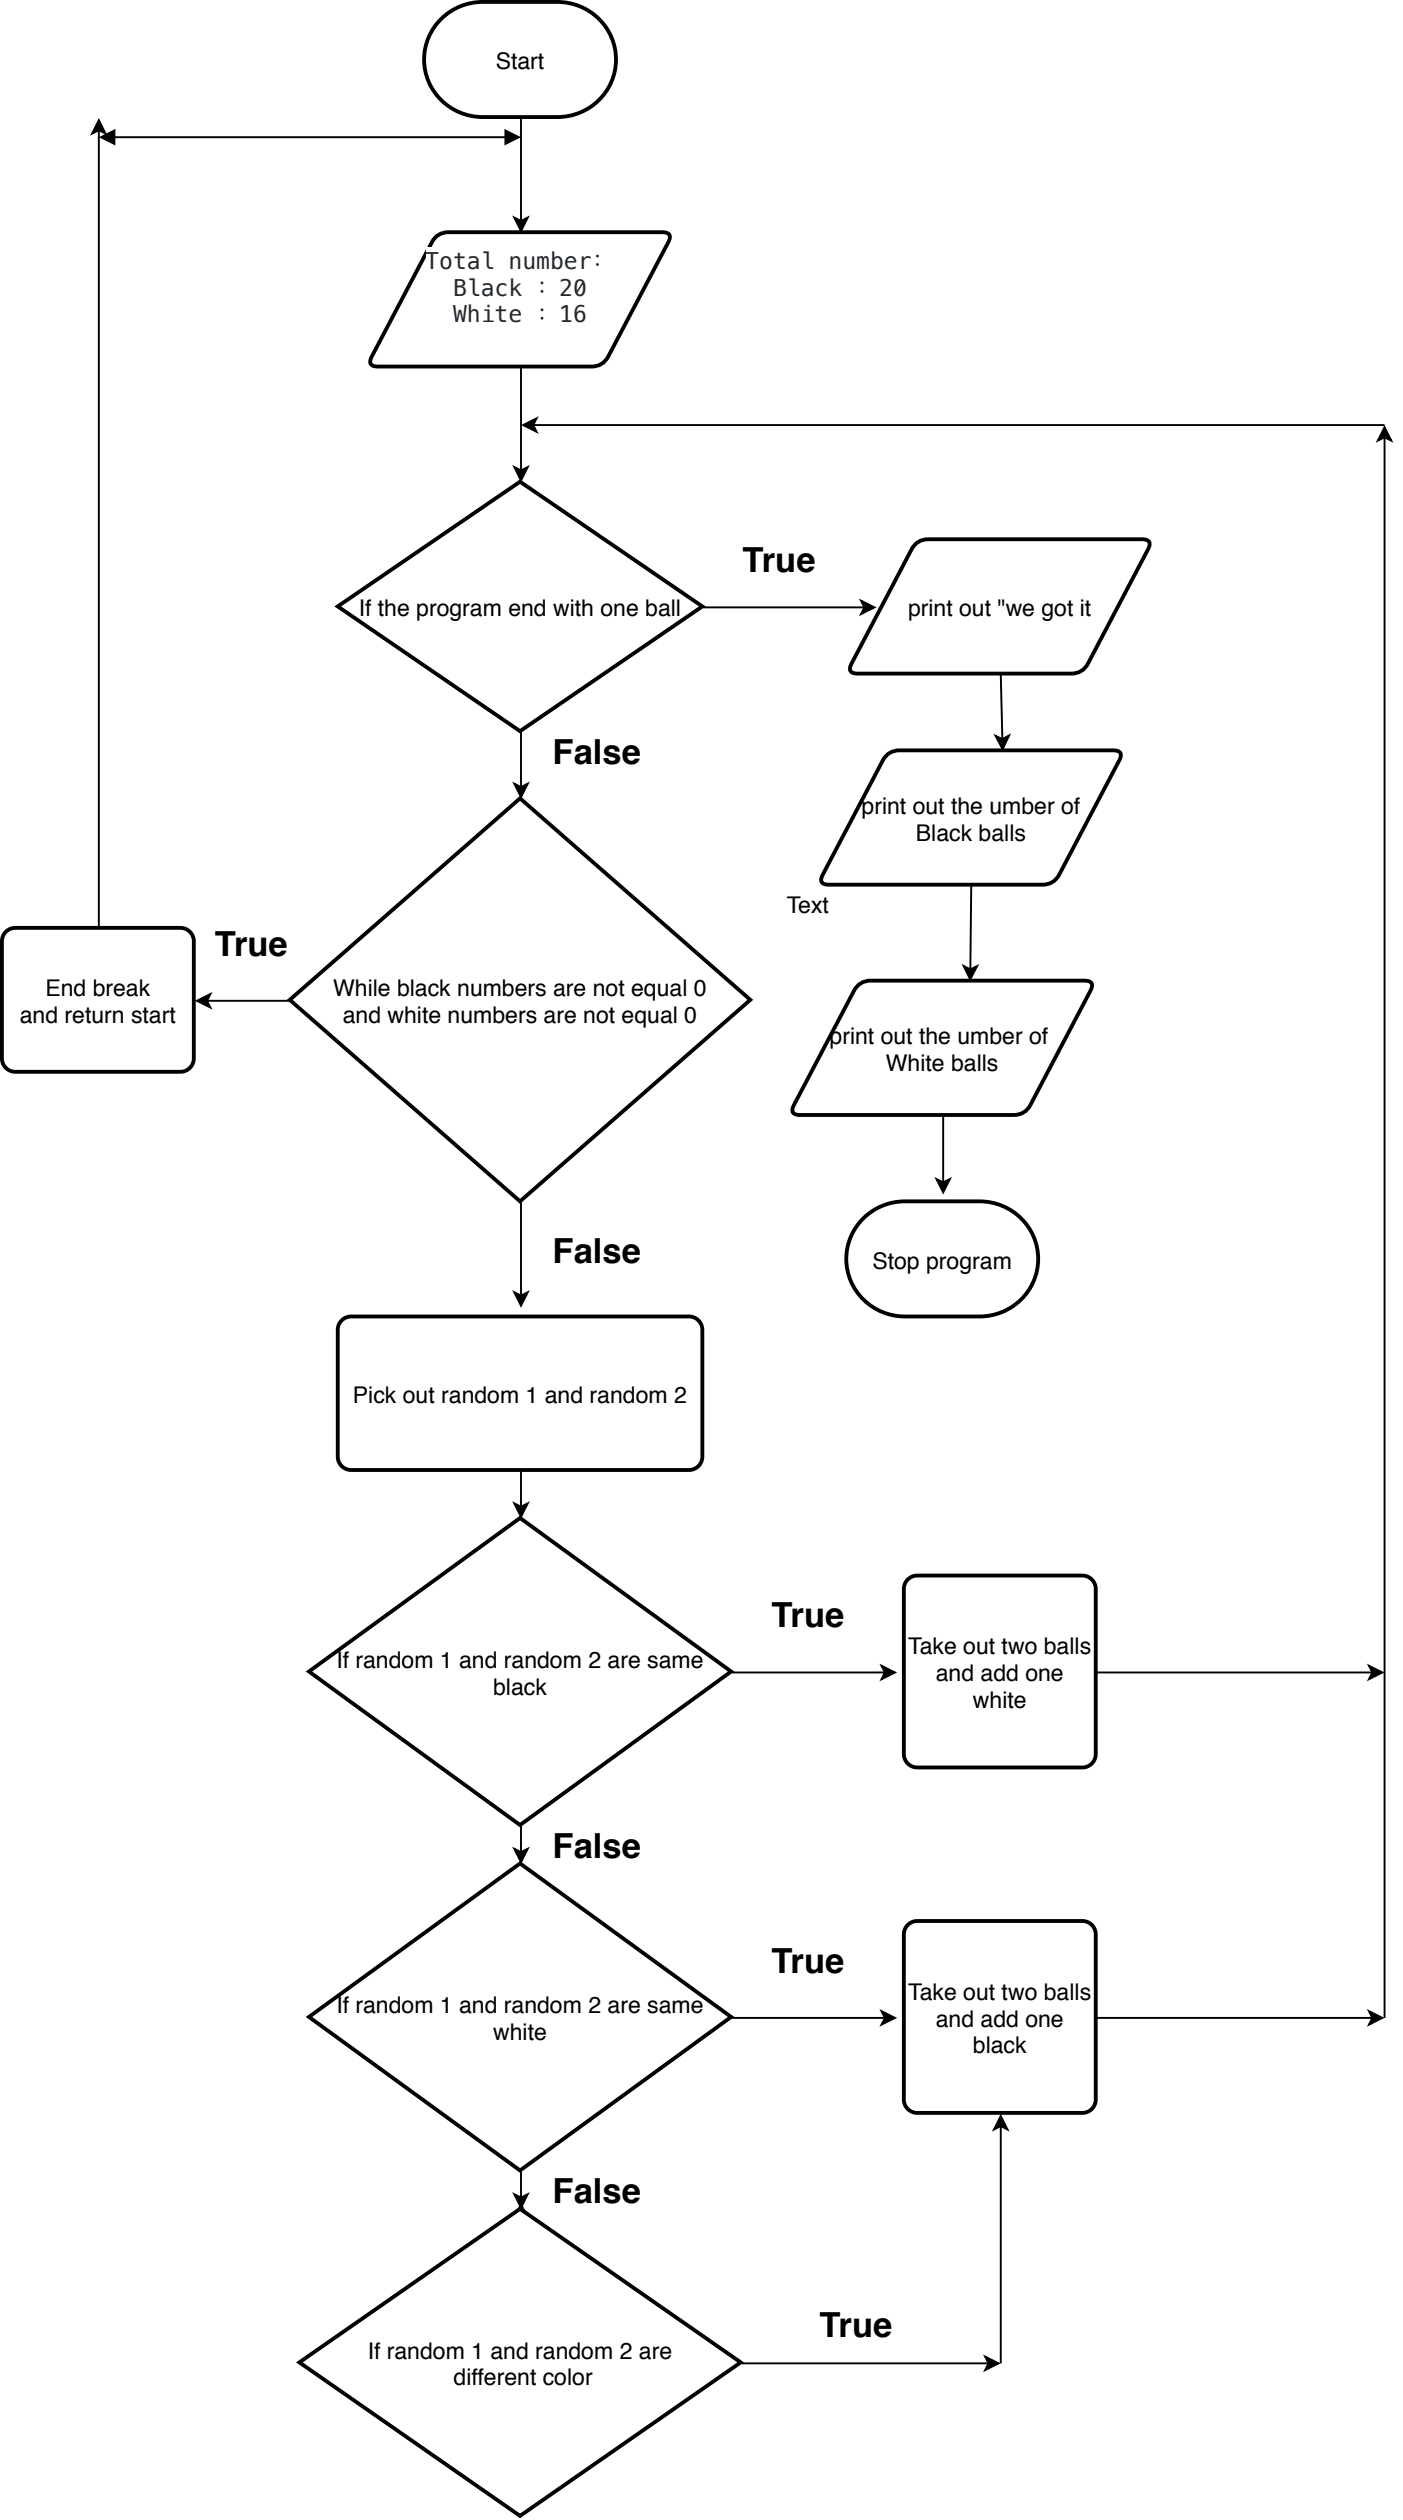 Start
Total number:
Black : 20
White : 16
If the program end with one ball
True
print out "we got it
False
print out the umber of
Black balls
Text
True
End break
and return start
While black numbers are not equal 0
and white numbers are not equal 0
print out the umber of
White balls
False
Stop program
Pick out random 1 and random 2
True
If random 1 and random 2 are same
black
Take out two balls
and add one
white
False
True
If random 1 and random 2 are same
white
Take out two balls
and add one
black
False
True
If random 1 and random 2 are
different color